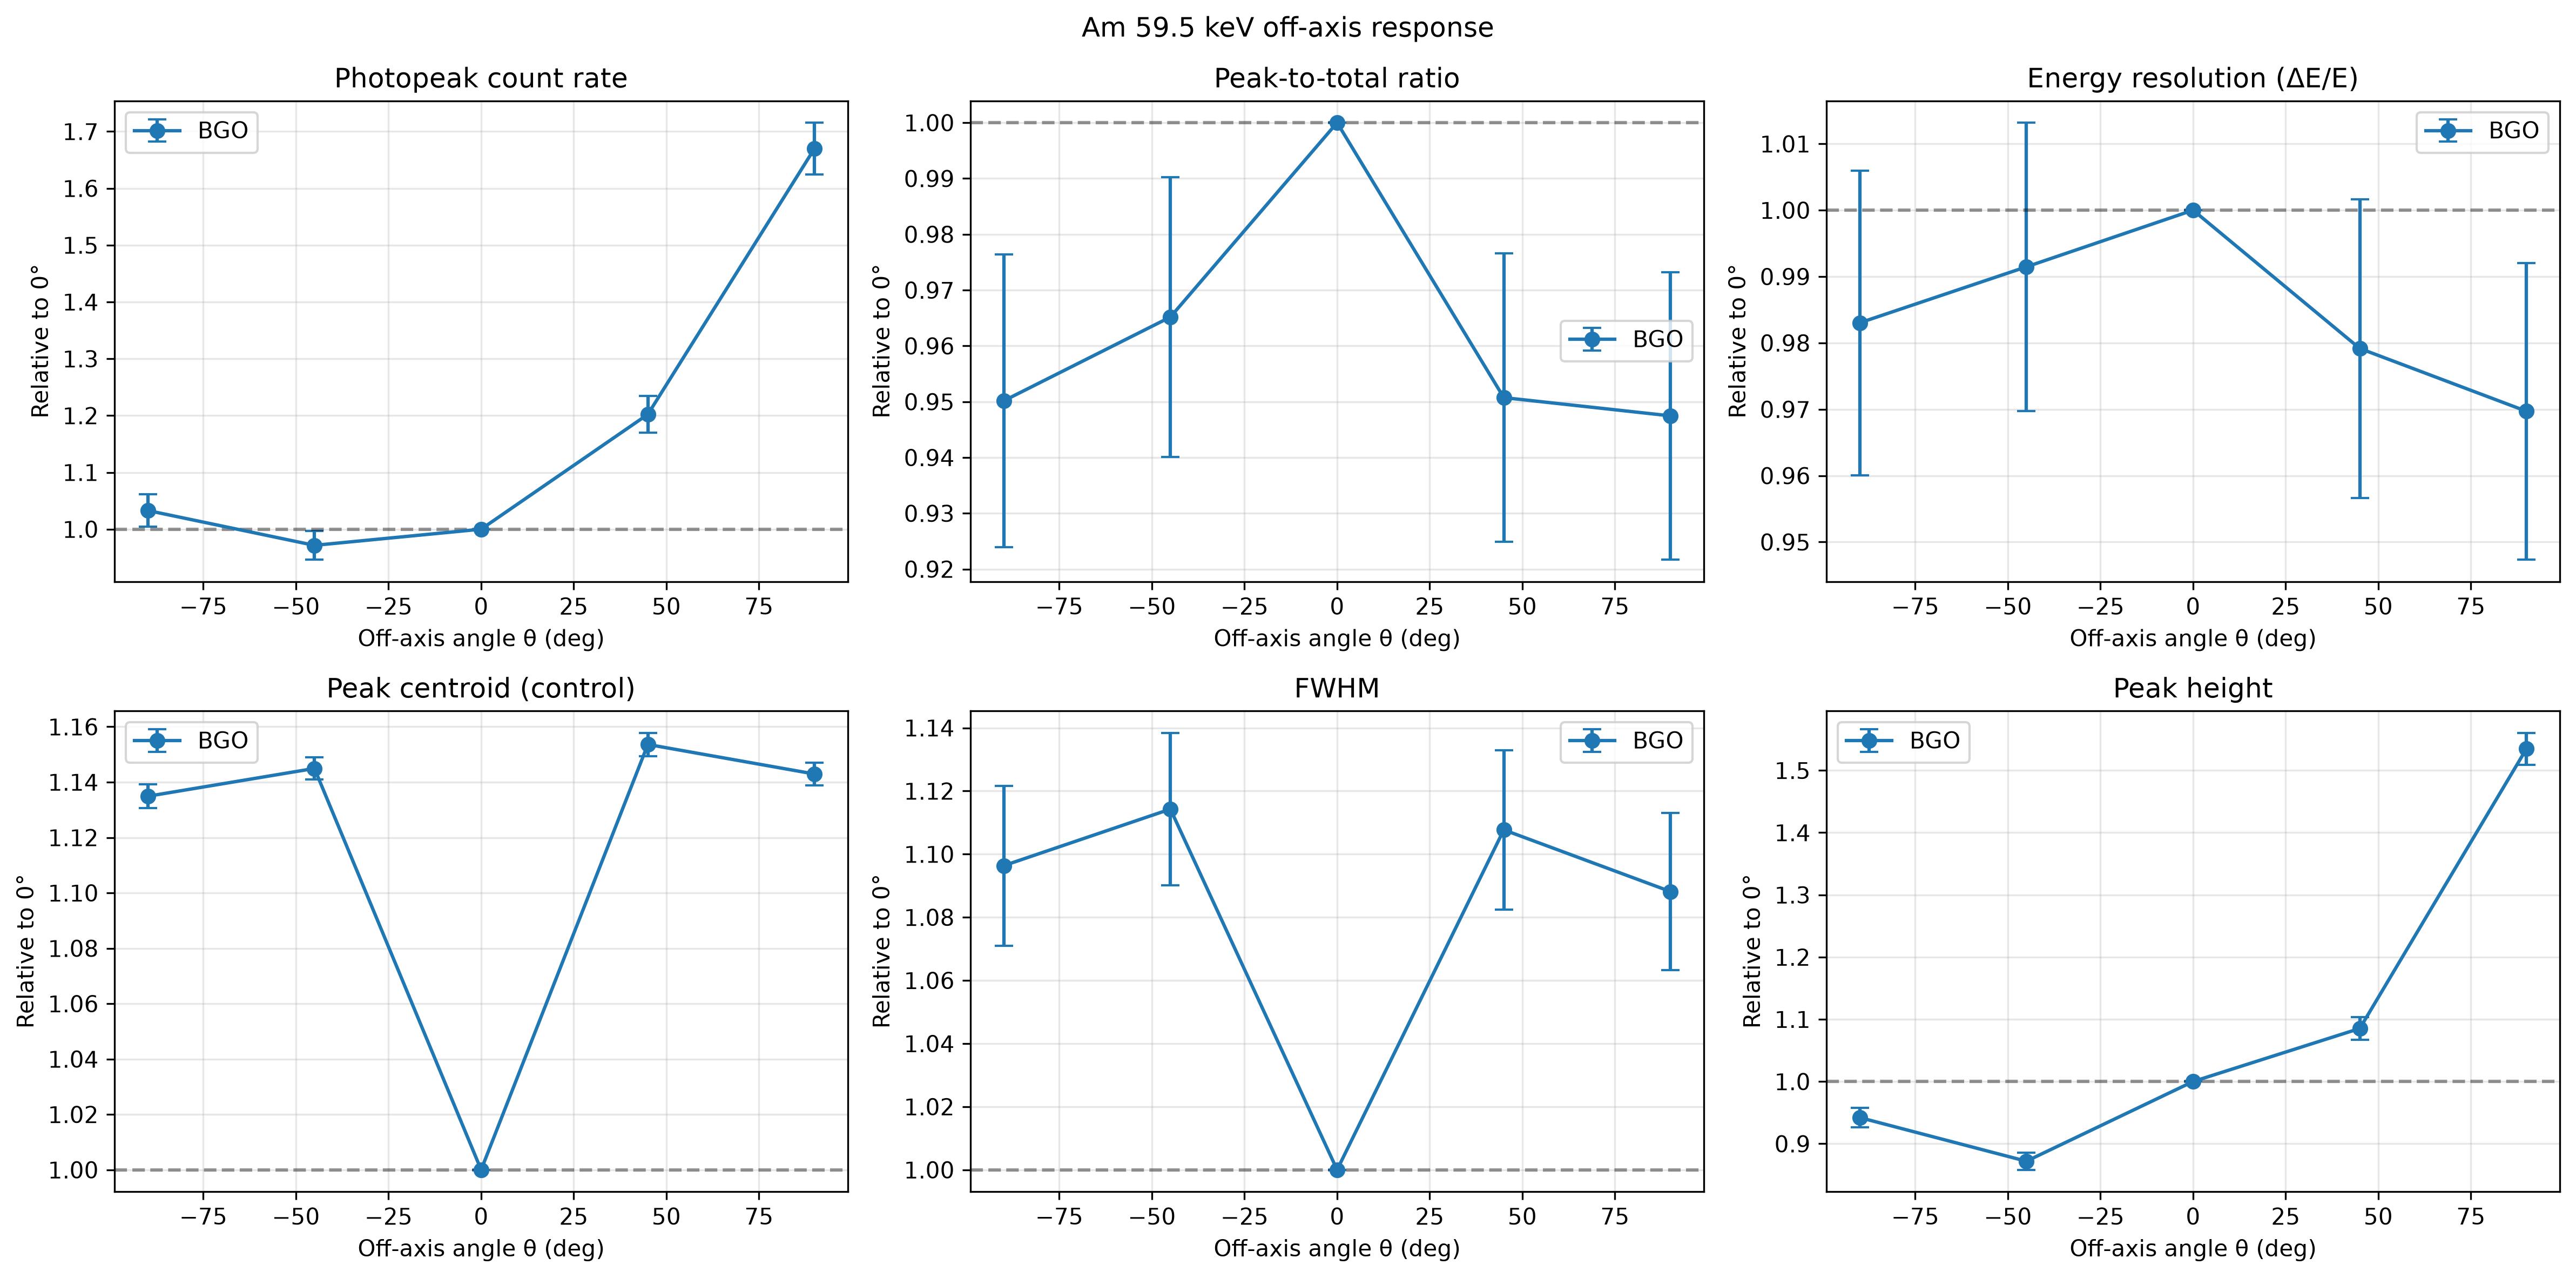 Am 59.5 keV off-axis response
Photopeak count rate
BGO
Relative to 0°
1.7
1.6
1.5
1.4
1.3
1.2
1.1
1.0
−75 −50 −25 0 25 50 75
Off-axis angle θ (deg)
Peak-to-total ratio
BGO
Relative to 0°
1.00
0.99
0.98
0.97
0.96
0.95
0.94
0.93
0.92
−75 −50 −25 0 25 50 75
Off-axis angle θ (deg)
Energy resolution (ΔE/E)
BGO
Relative to 0°
1.01
1.00
0.99
0.98
0.97
0.96
0.95
−75 −50 −25 0 25 50 75
Off-axis angle θ (deg)
Peak centroid (control)
BGO
Relative to 0°
1.16
1.14
1.12
1.10
1.08
1.06
1.04
1.02
1.00
−75 −50 −25 0 25 50 75
Off-axis angle θ (deg)
FWHM
BGO
Relative to 0°
1.14
1.12
1.10
1.08
1.06
1.04
1.02
1.00
−75 −50 −25 0 25 50 75
Off-axis angle θ (deg)
Peak height
BGO
Relative to 0°
1.5
1.4
1.3
1.2
1.1
1.0
0.9
−75 −50 −25 0 25 50 75
Off-axis angle θ (deg)